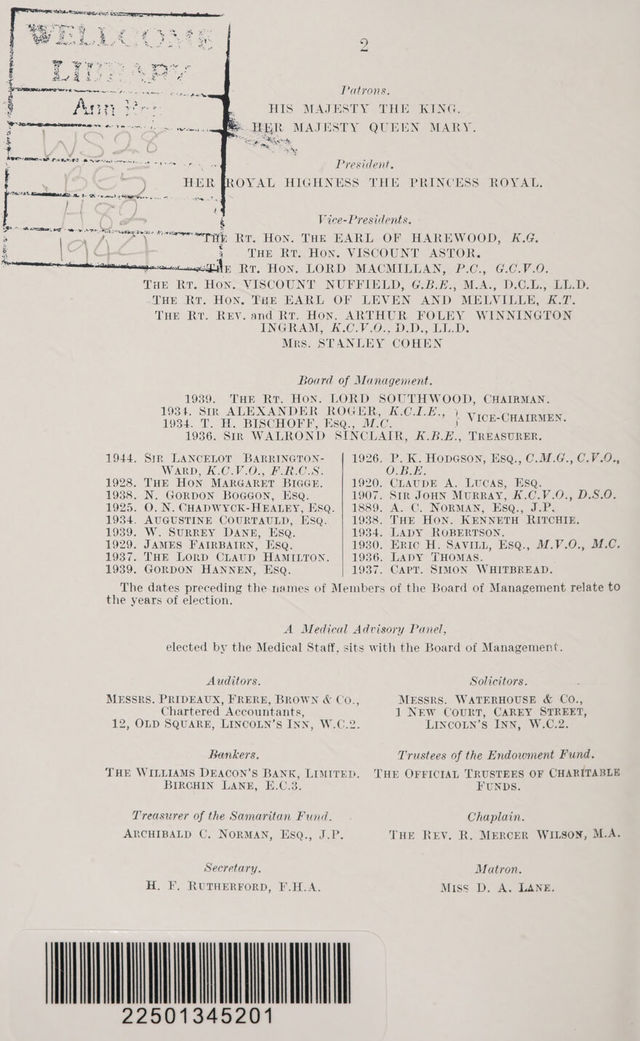 WELLCOME
LIBRARY
Ann Rep
WS28
.BE5
H82
1944
2
Patrons.
HIS MAJESTY THE KING.
HER MAJESTY QUEEN MARY.
President.
HER ROYAL HIGHNESS THE PRINCESS ROYAL.
Vice-Presidents.
THE RT. HON. THE EARL OF HAREWOOD, K.G.
THE RT. HON. VISCOUNT ASTOR.
THE RT. HON. LORD MACMILLAN, P.C., G.C.V.O.
THE RT. HON. VISCOUNT NUFFIELD, G.B.E., M.A., D.C.L., LL.D.
THE RT. HON. THE EARL OF LEVEN AND MELVILLE, K.T.
THE RT. REV. and RT. HON. ARTHUR FOLEY WINNINGTON
INGRAM, K.C.V.O., D.D., LL.D.
MRS. STANLEY COHEN
Board of Management.
1939. THE RT. HON. LORD SOUTHWOOD, CHAIRMAN.
1934. SIR ALEXANDER ROGER, K.C.I.E., } VICE-CHAIRMEN.
1934. T. H. BISCHOFF, ESQ., M.C. }
1936. SIR WALROND SINCLAIR, K.B.E., TREASURER.
1944. SIR LANCELOT BARRINGTON-
WARD, K.C.V.O., F.R.C.S.
1928. THE HON MARGARET BIGGE.
1938. N. GORDON BOGGON, ESQ.
1925. O. N. CHADWYCK-HEALEY, ESQ.
1934. AUGUSTINE COURTAULD, ESQ.
1939. W. SURREY DANE, ESQ.
1929. JAMES FAIRBAIRN, ESQ.
1937. THE LORD CLAUD HAMILTON.
1939. GORDON HANNEN, ESQ.
1926. P. K. HODGSON, ESQ., C.M.G., C.V.O.,
O.B.E.
1920. CLAUDE A. LUCAS, ESQ.
1907. SIR JOHN MURRAY, K.C.V.O., D.S.O.
1889. A. C. NORMAN, ESQ., J.P.
1938. THE HON. KENNETH RITCHIE.
1934. LADY ROBERTSON.
1930. ERIC H. SAVILL, ESQ., M.V.O., M.C.
1936. LADY THOMAS.
1937. CAPT. SIMON WHITBREAD.
The dates preceding the names of Members of the Board of Management relate to
the years of election.
A Medical Advisory Panel,
elected by the Medical Staff, sits with the Board of Management.
Auditors.
MESSRS. PRIDEAUX, FRERE, BROWN & CO.,
Chartered Accountants,
12, OLD SQUARE, LINCOLN'S INN, W.C.2.
Solicitors.
MESSRS. WATERHOUSE & CO.,
1 NEW COURT, CAREY STREET,
LINCOLN'S INN, W.C.2.
Bankers.
THE WILLIAMS DEACON'S BANK, LIMITED.
BIRCHIN LANE, E.C.3.
Trustees of the Endowment Fund.
THE OFFICIAL TRUSTEES OF CHARITABLE
FUNDS.
Treasurer of the Samaritan Fund.
ARCHIBALD C. NORMAN, ESQ., J.P.
Chaplain.
THE REV. R. MERCER WILSON, M.A.
Secretary.
H. F. RUTHERFORD, F.H.A.
Matron.
MISS D. A. LANE.
22501345201